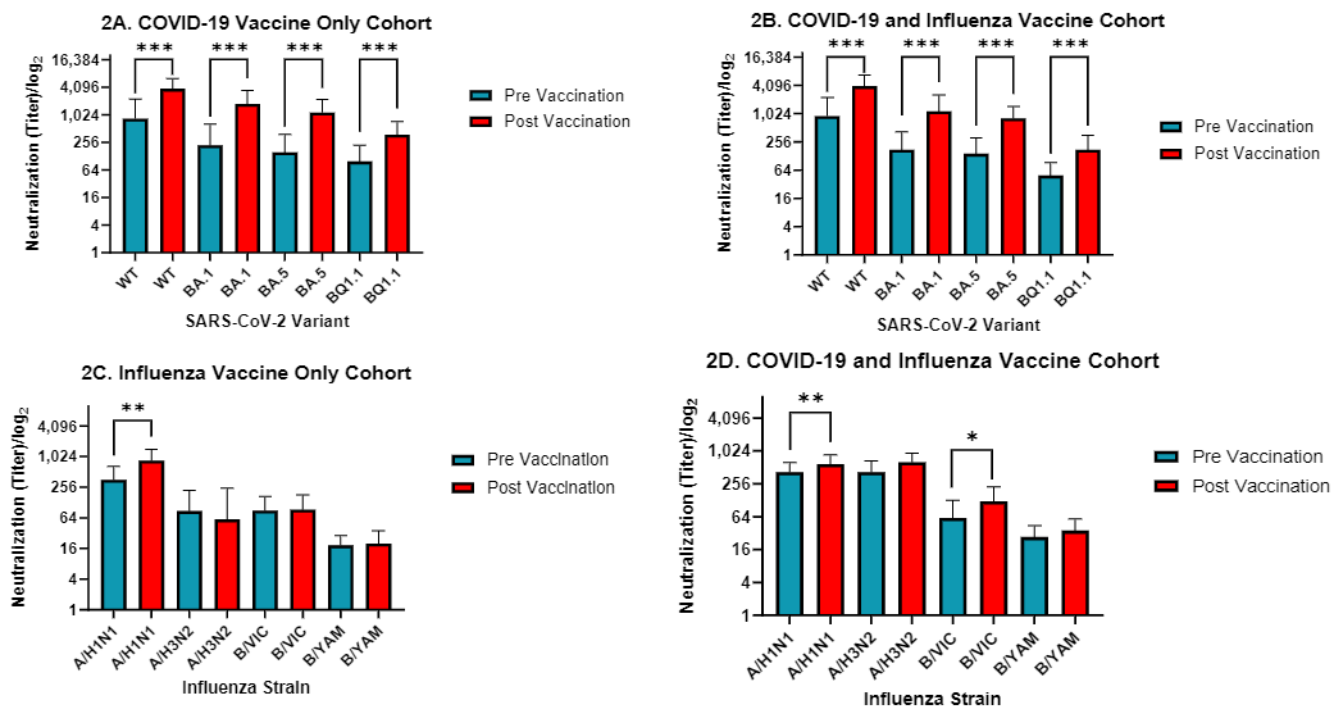 2A. COVID-19 Vaccine Only Cohort
Neutralization (Titer)/log2
16,384
4,096
1,024
256
64
16
4
1
*** *** *** ***
WT WT BA.1 BA.1 BA.5 BA.5 BQ1.1 BQ1.1
SARS-CoV-2 Variant
Pre Vaccination
Post Vaccination
2B. COVID-19 and Influenza Vaccine Cohort
Neutralization (Titer)/log2
16,384
4,096
1,024
256
64
16
4
1
*** *** *** ***
WT WT BA.1 BA.1 BA.5 BA.5 BQ1.1 BQ1.1
SARS-CoV-2 Variant
Pre Vaccination
Post Vaccination
2C. Influenza Vaccine Only Cohort
Neutralization (Titer)/log2
4,096
1,024
256
64
16
4
1
**
A/H1N1 A/H1N1 A/H3N2 A/H3N2 B/VIC B/VIC B/YAM B/YAM
Influenza Strain
Pre Vaccination
Post Vaccination
2D. COVID-19 and Influenza Vaccine Cohort
Neutralization (Titer)/log2
4,096
1,024
256
64
16
4
1
** *
A/H1N1 A/H1N1 A/H3N2 A/H3N2 B/VIC B/VIC B/YAM B/YAM
Influenza Strain
Pre Vaccination
Post Vaccination